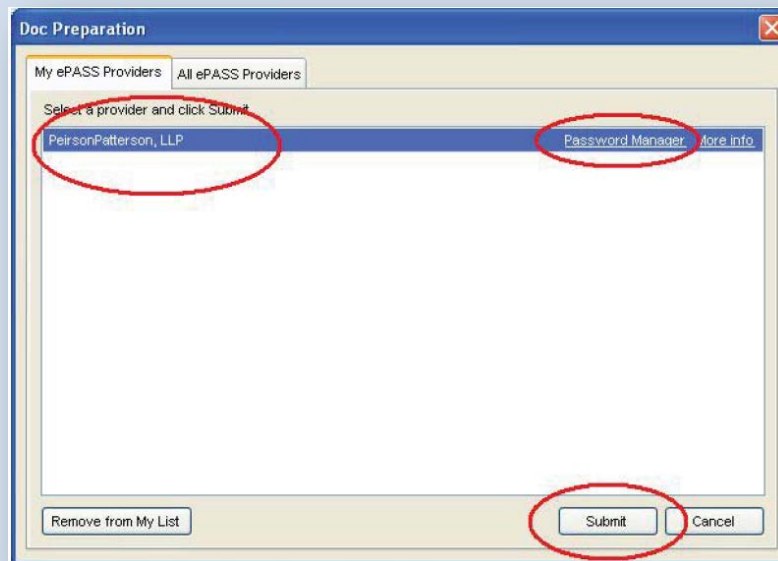 Doc Preparation
My ePASS Providers All ePASS Providers
Select a provider and click Submit
PeirsonPatterson, LLP Password Manager More info
Remove from My List Submit Cancel